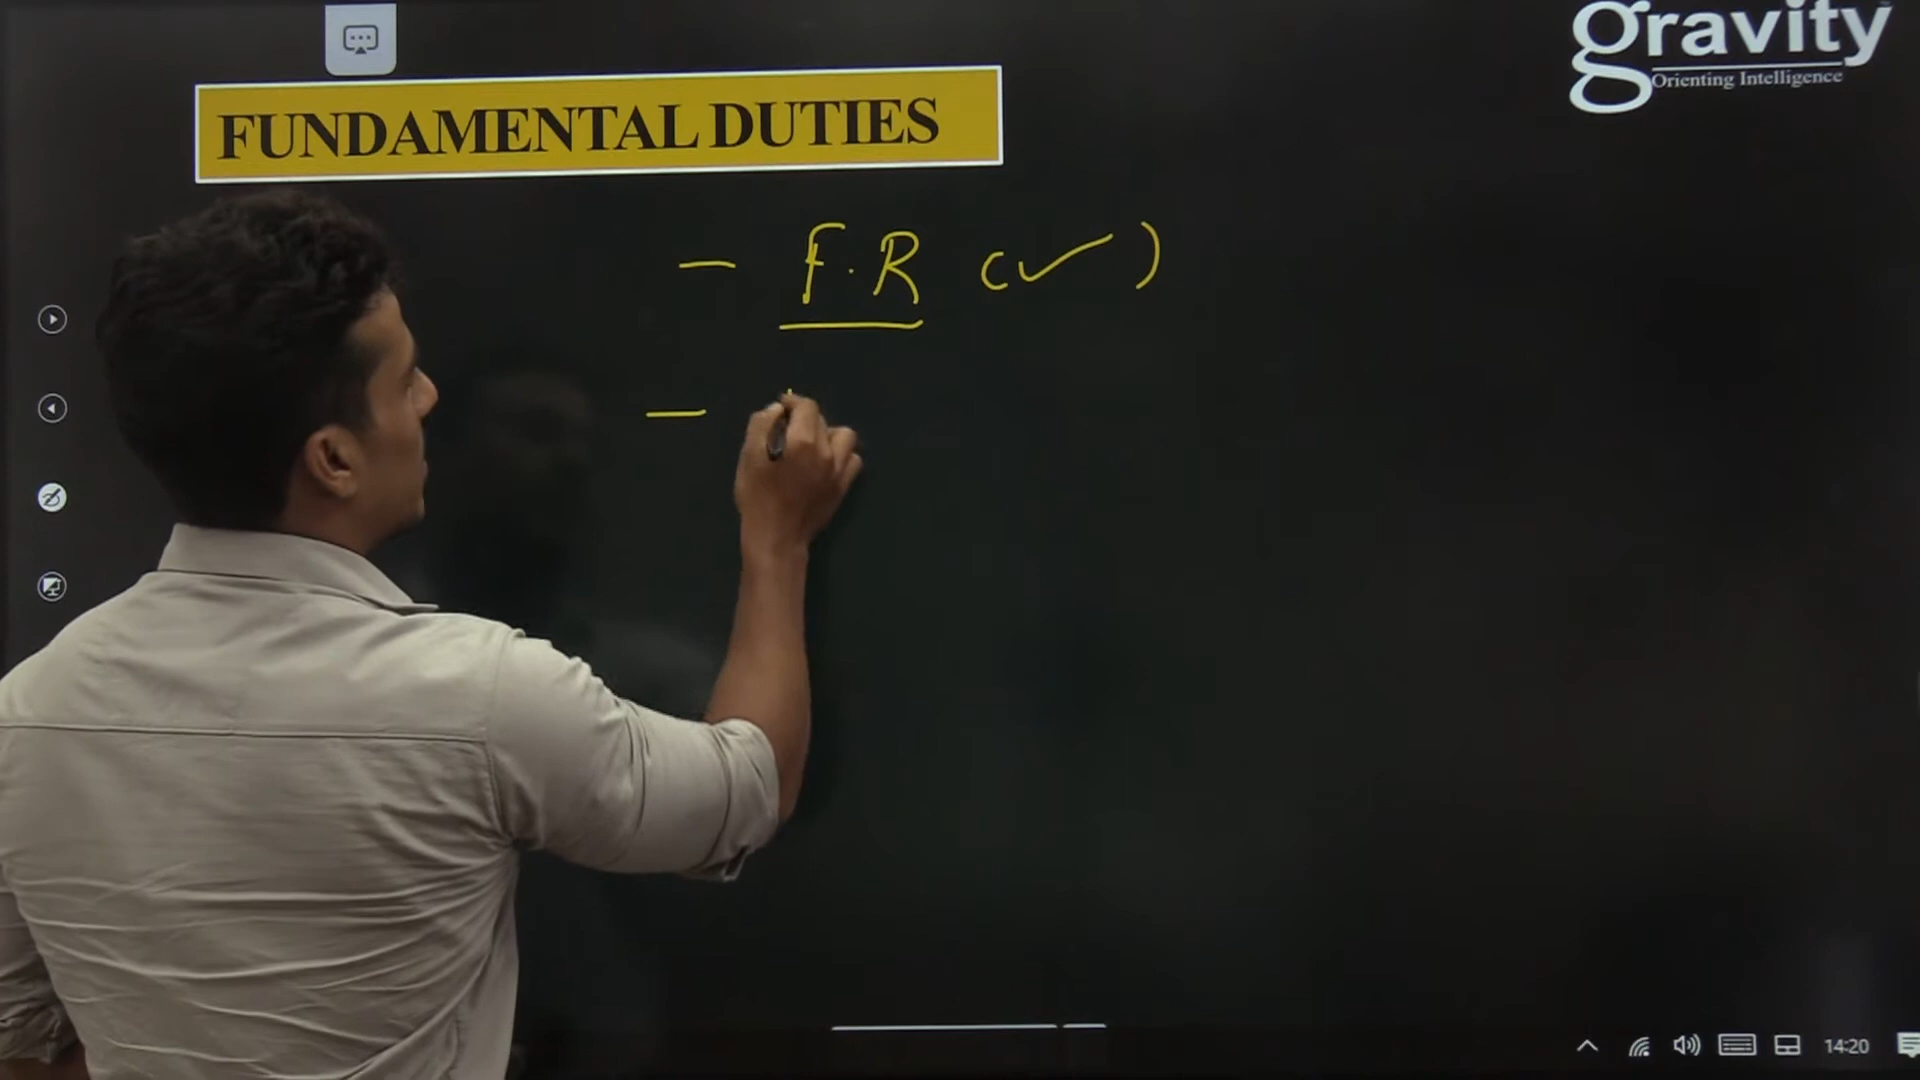 gravity
Orienting Intelligence
FUNDAMENTAL DUTIES
- F.R (✓)
-
14:20